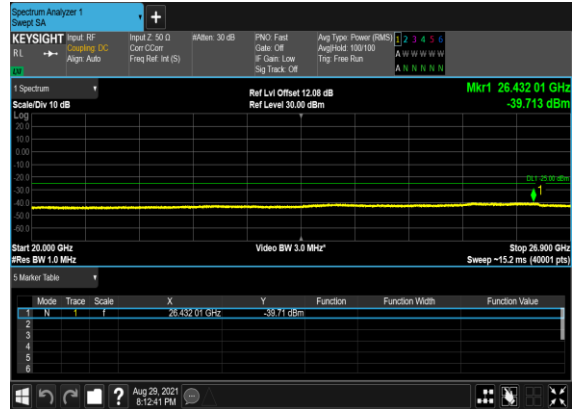 Spectrum Analyzer 1
Swept SA
+
KEYSIGHT Input: RF Input Z: 50 Ω #Atten: 30 dB PNO: Fast Avg Type: Power (RMS) 1 2 3 4 5 6
RL Coupling: DC Corr CCorr Gate: Off Avg|Hold: 100/100 A W W W W W
Align: Auto Freq Ref: Int (S) IF Gain: Low Trig: Free Run
Sig Track: Off A N N N N N
1 Spectrum Ref Lvl Offset 12.08 dB Mkr1 26.432 01 GHz
Scale/Div 10 dB Ref Level 30.00 dBm -39.713 dBm
Log
20.0
10.0
0.00
-10.0
-20.0
DL1 -25.00 dBm
-30.0
1
-40.0
-50.0
-60.0
Start 20.000 GHz Video BW 3.0 MHz* Stop 26.900 GHz
#Res BW 1.0 MHz Sweep ~15.2 ms (40001 pts)
5 Marker Table
Mode Trace Scale X Y Function Function Width Function Value
1 N 1 f 26.432 01 GHz -39.71 dBm
2
3
4
5
6
? Aug 29, 2021
8:12:41 PM